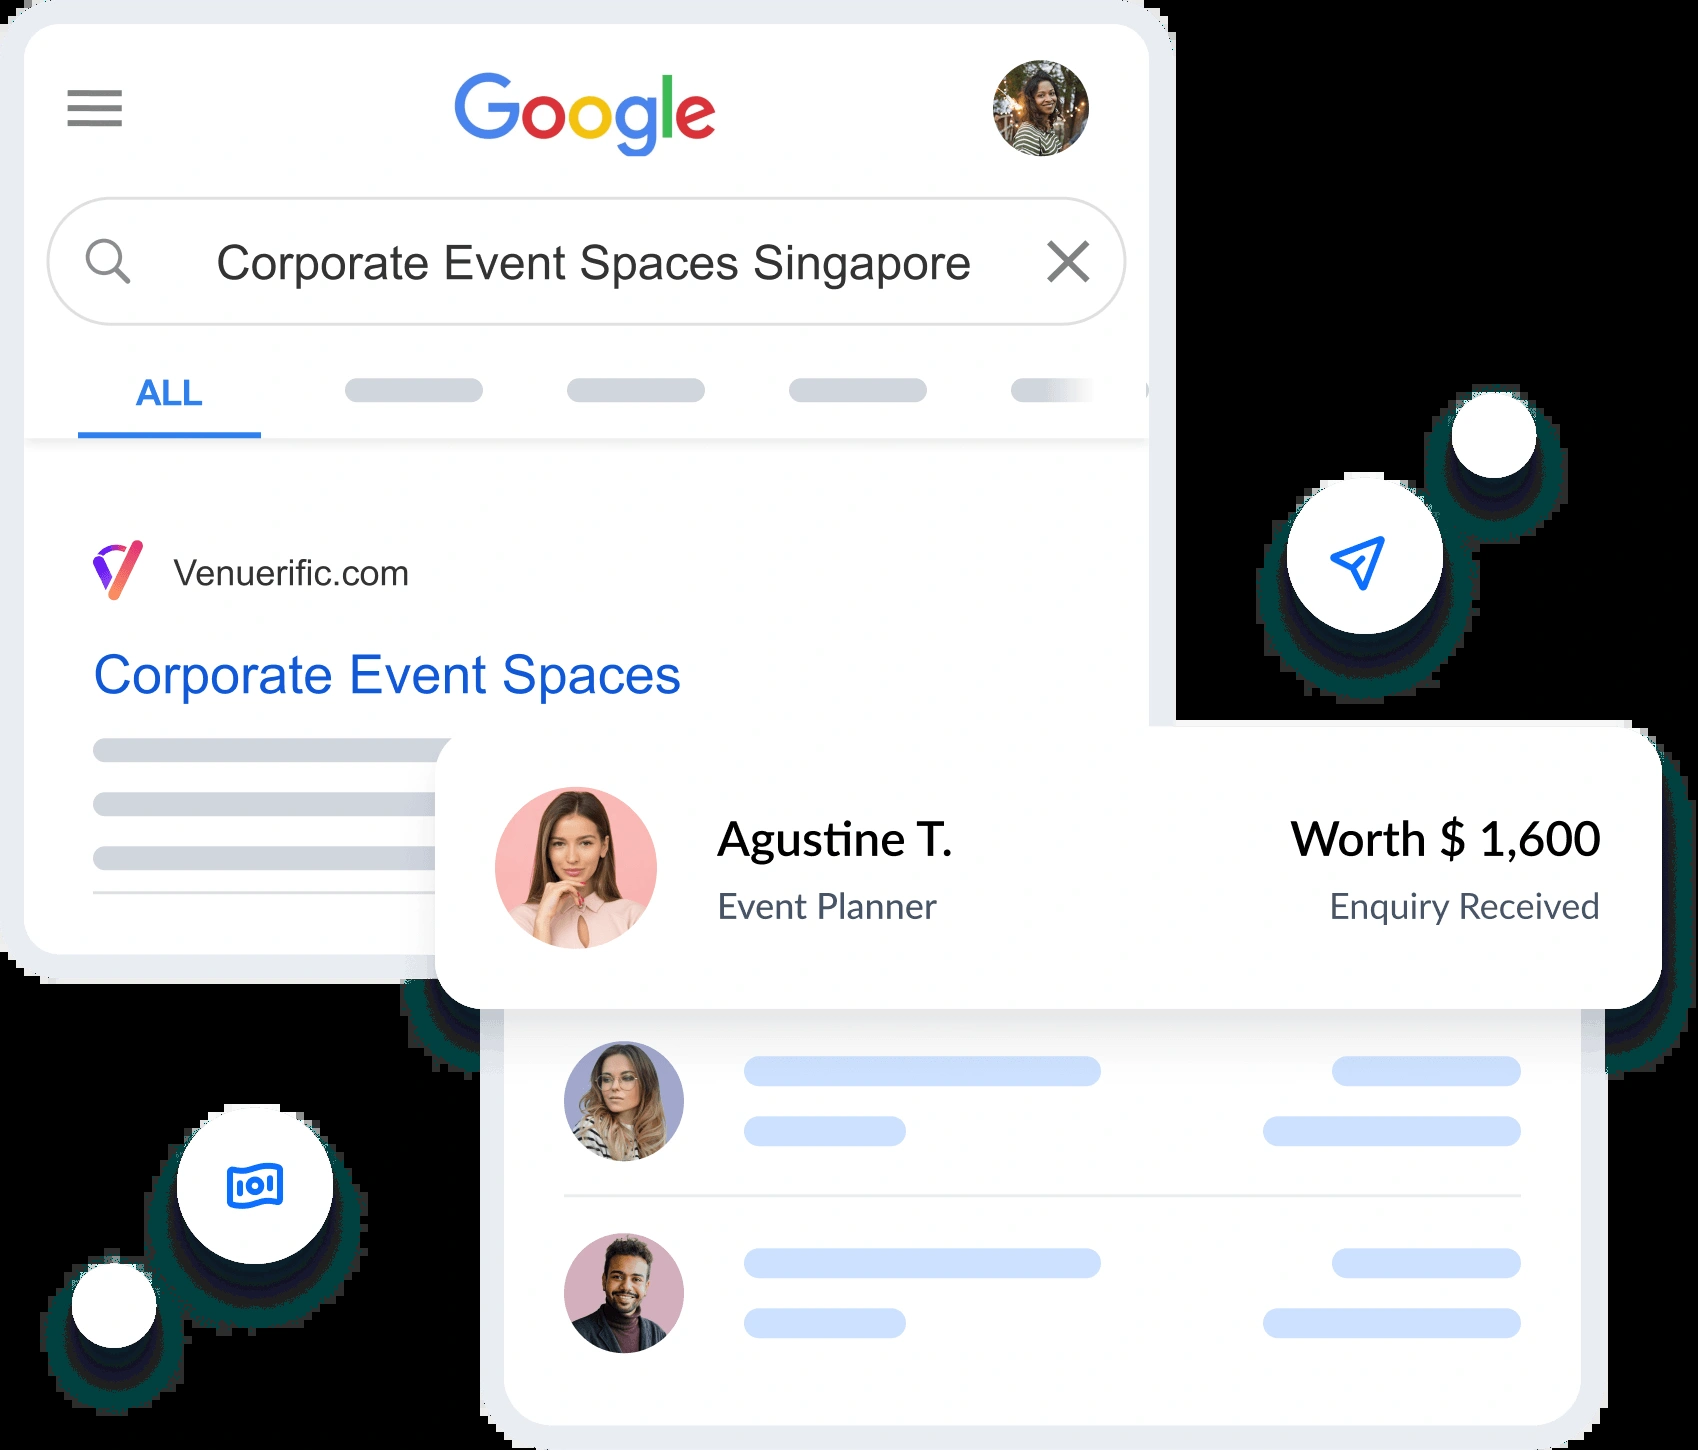 Google
Corporate Event Spaces Singapore
ALL
Venuerific.com
Corporate Event Spaces
Agustine T.
Worth $ 1,600
Event Planner
Enquiry Received